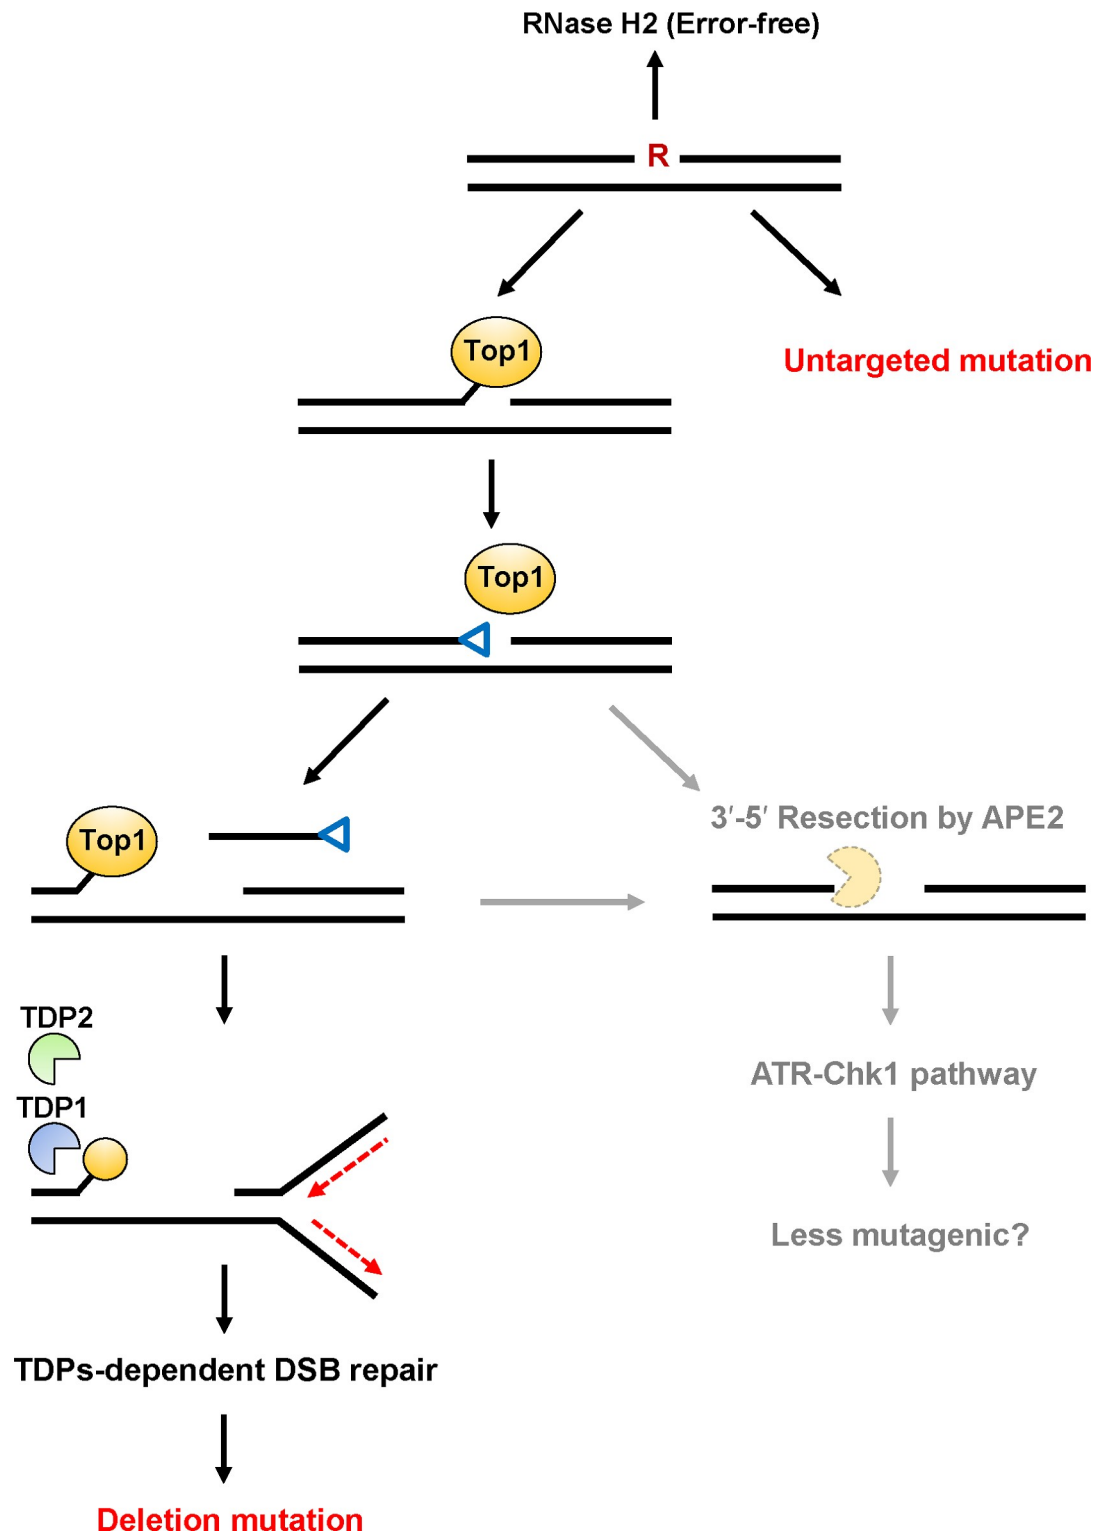 RNase H2 (Error-free)
R
Top1
Untargeted mutation
Top1
Top1
3′-5′ Resection by APE2
TDP2
TDP1
ATR-Chk1 pathway
Less mutagenic?
TDPs-dependent DSB repair
Deletion mutation